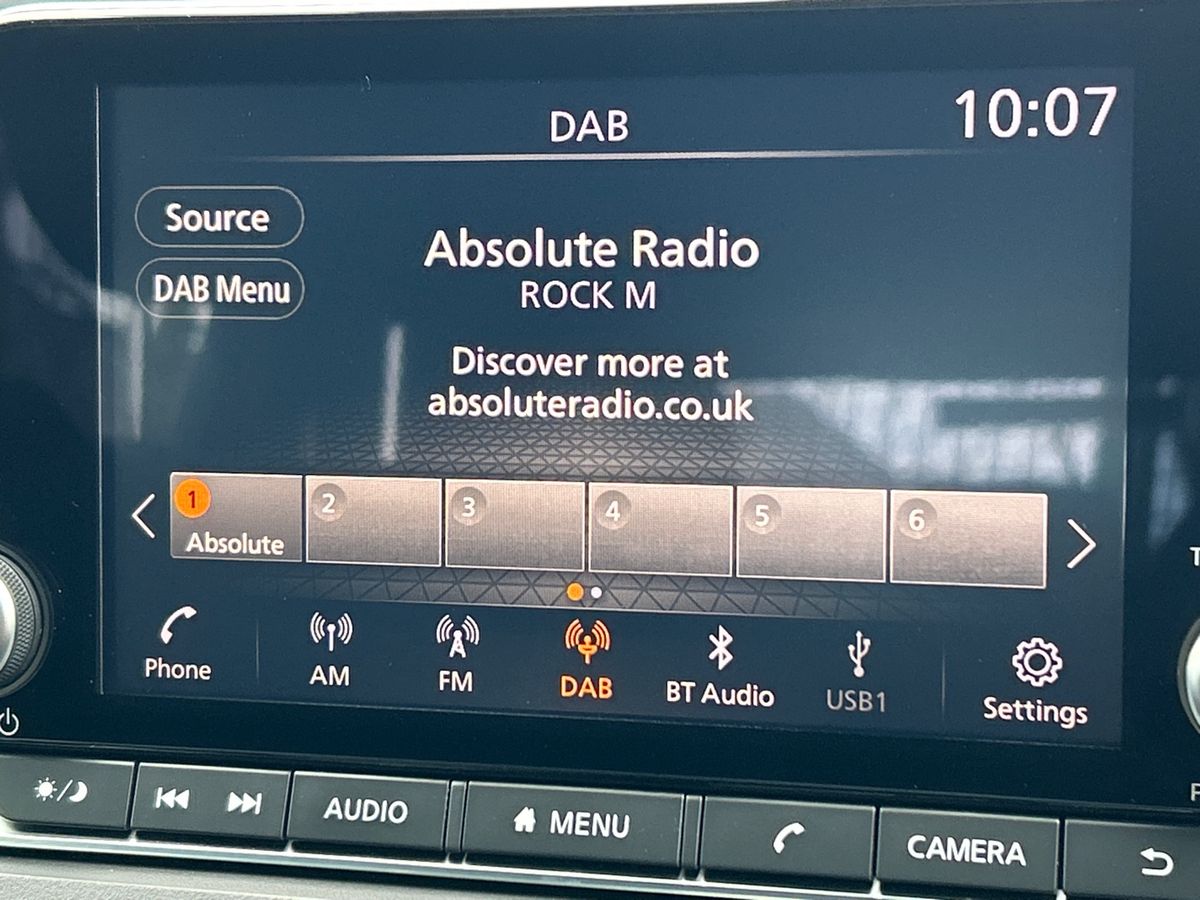 DAB
10:07
Source
DAB Menu
Absolute Radio
ROCK M
Discover more at
absoluteradio.co.uk
1 2 3 4 5 6
Absolute
Phone AM FM DAB BT Audio USB1 Settings
AUDIO MENU CAMERA